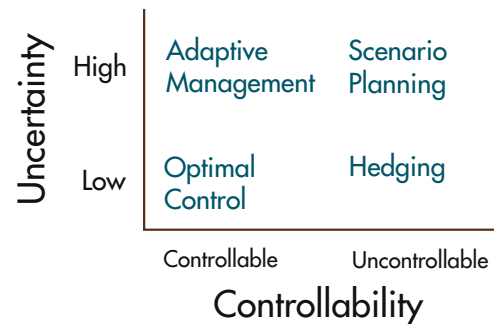 Uncertainty
High
Adaptive
Management
Scenario
Planning
Low
Optimal
Control
Hedging
Controllable
Uncontrollable
Controllability